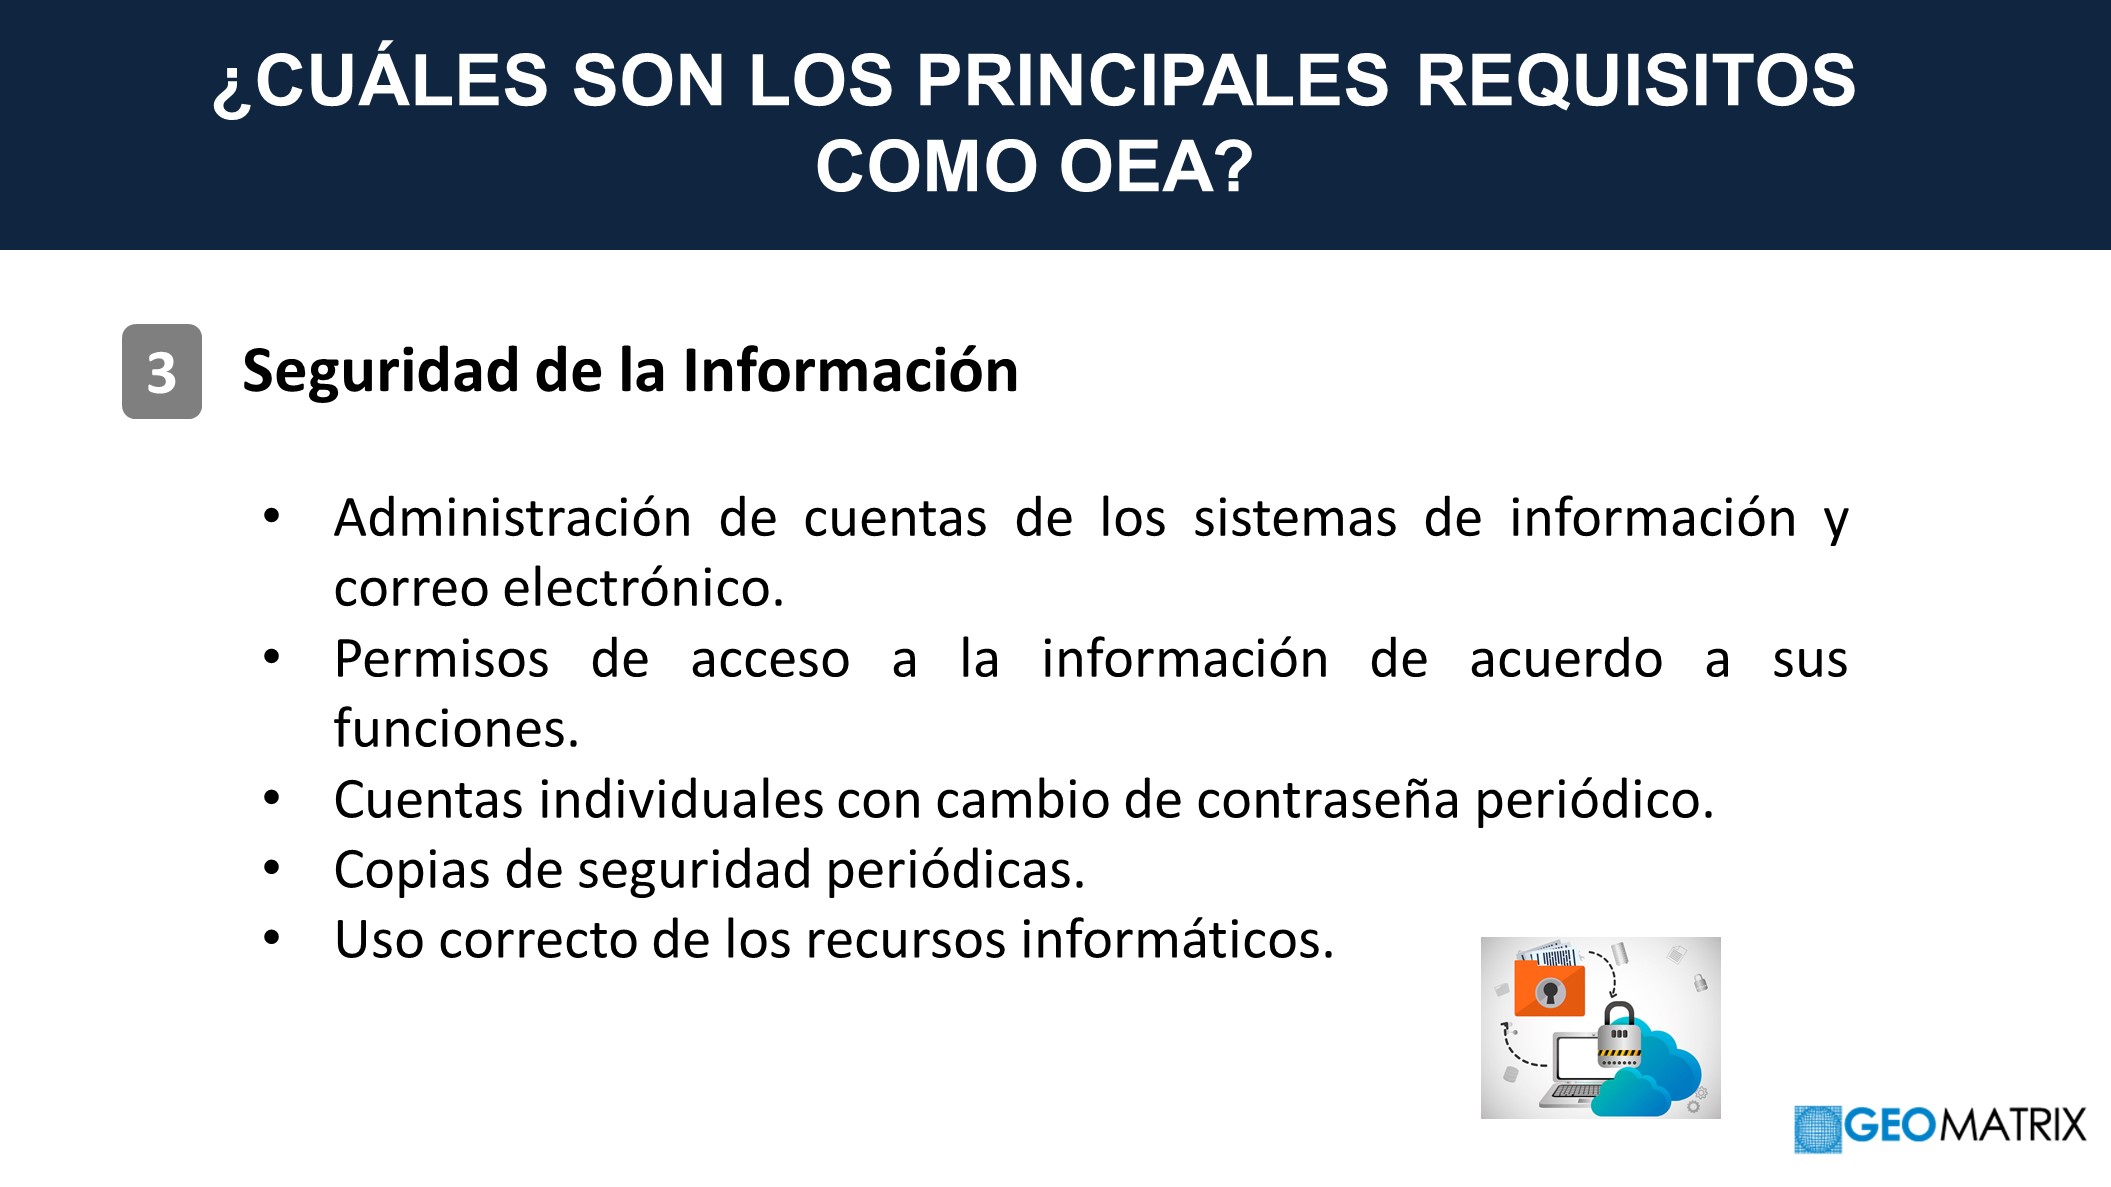 ¿CUÁLES SON LOS PRINCIPALES REQUISITOS
COMO OEA?
3 Seguridad de la Información
• Administración de cuentas de los sistemas de información y
correo electrónico.
• Permisos de acceso a la información de acuerdo a sus
funciones.
• Cuentas individuales con cambio de contraseña periódico.
• Copias de seguridad periódicas.
• Uso correcto de los recursos informáticos.
GEOMATRIX